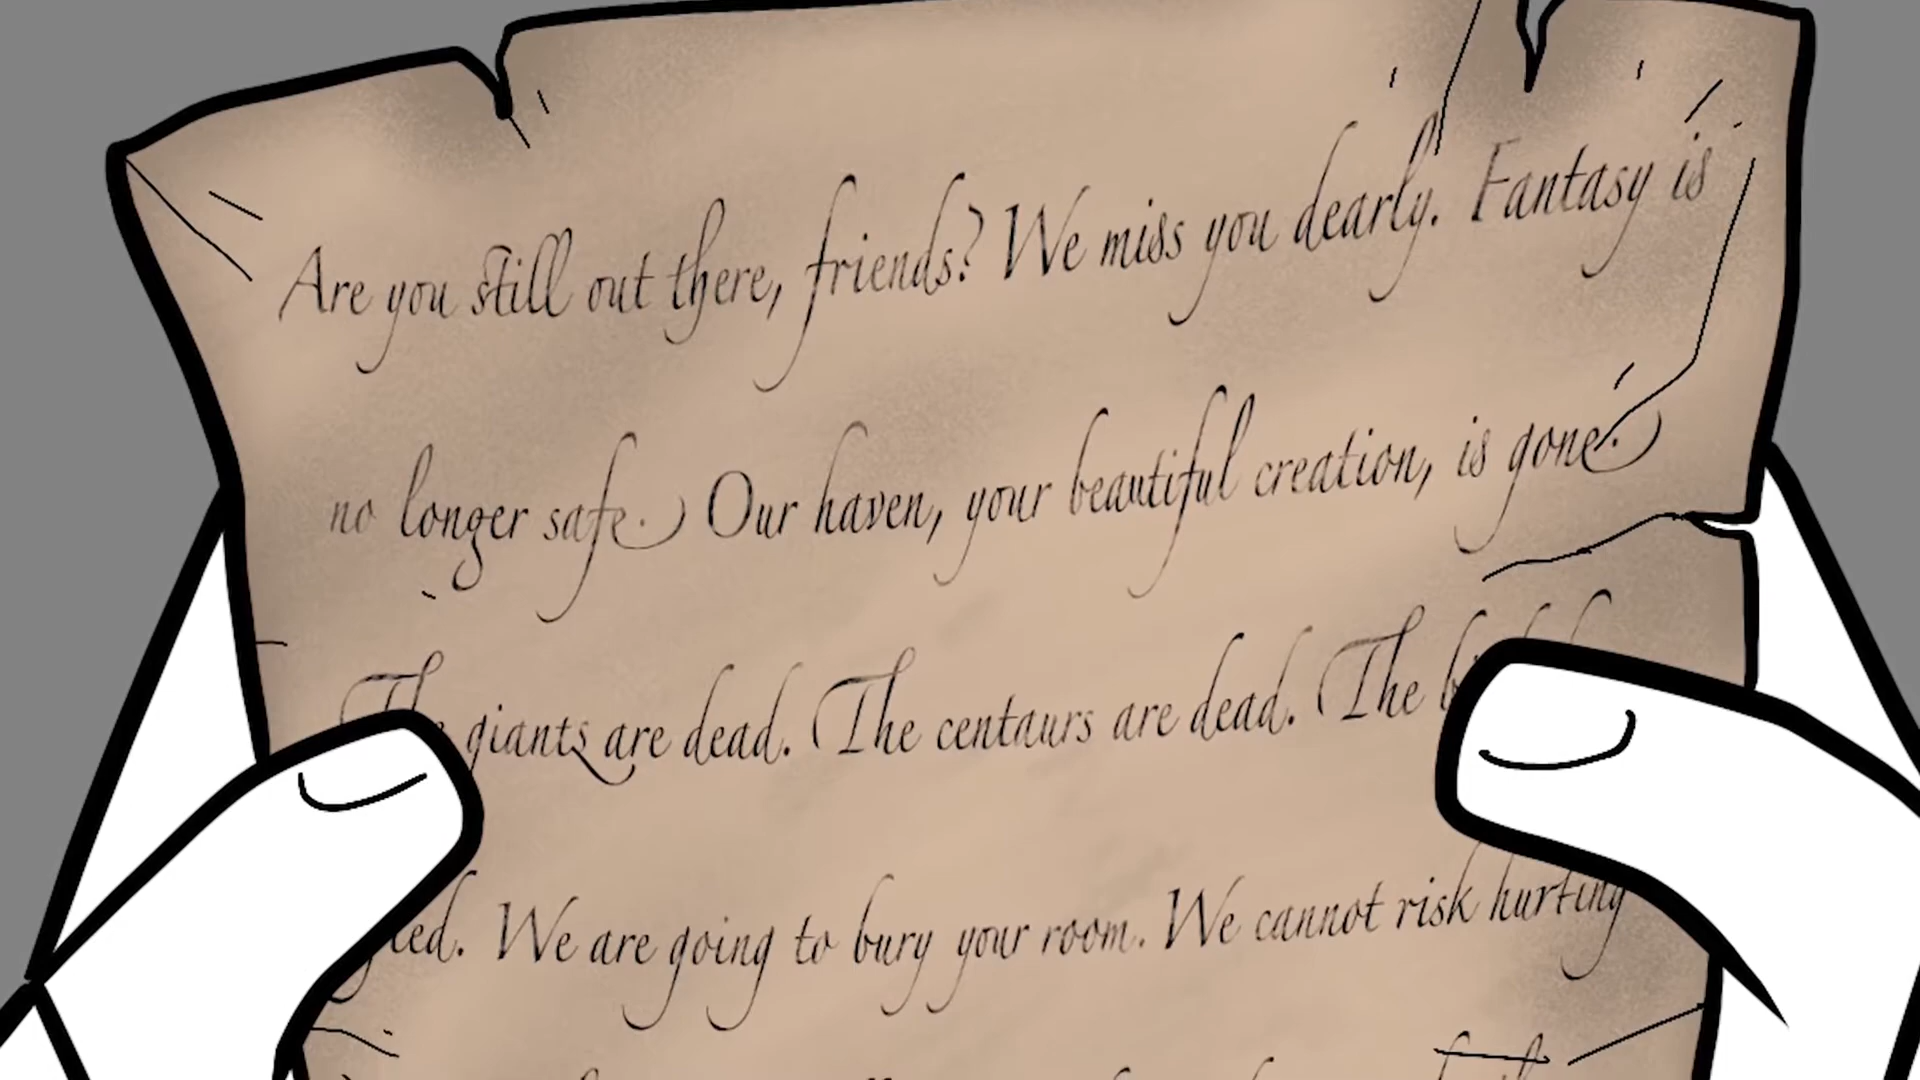 Are you still out there, friends? We miss you dearly. Fantasy is
no longer safe. Our haven, your beautiful creation, is gone.
The giants are dead. The centaurs are dead. The
We are going to bury your room. We cannot risk hurting